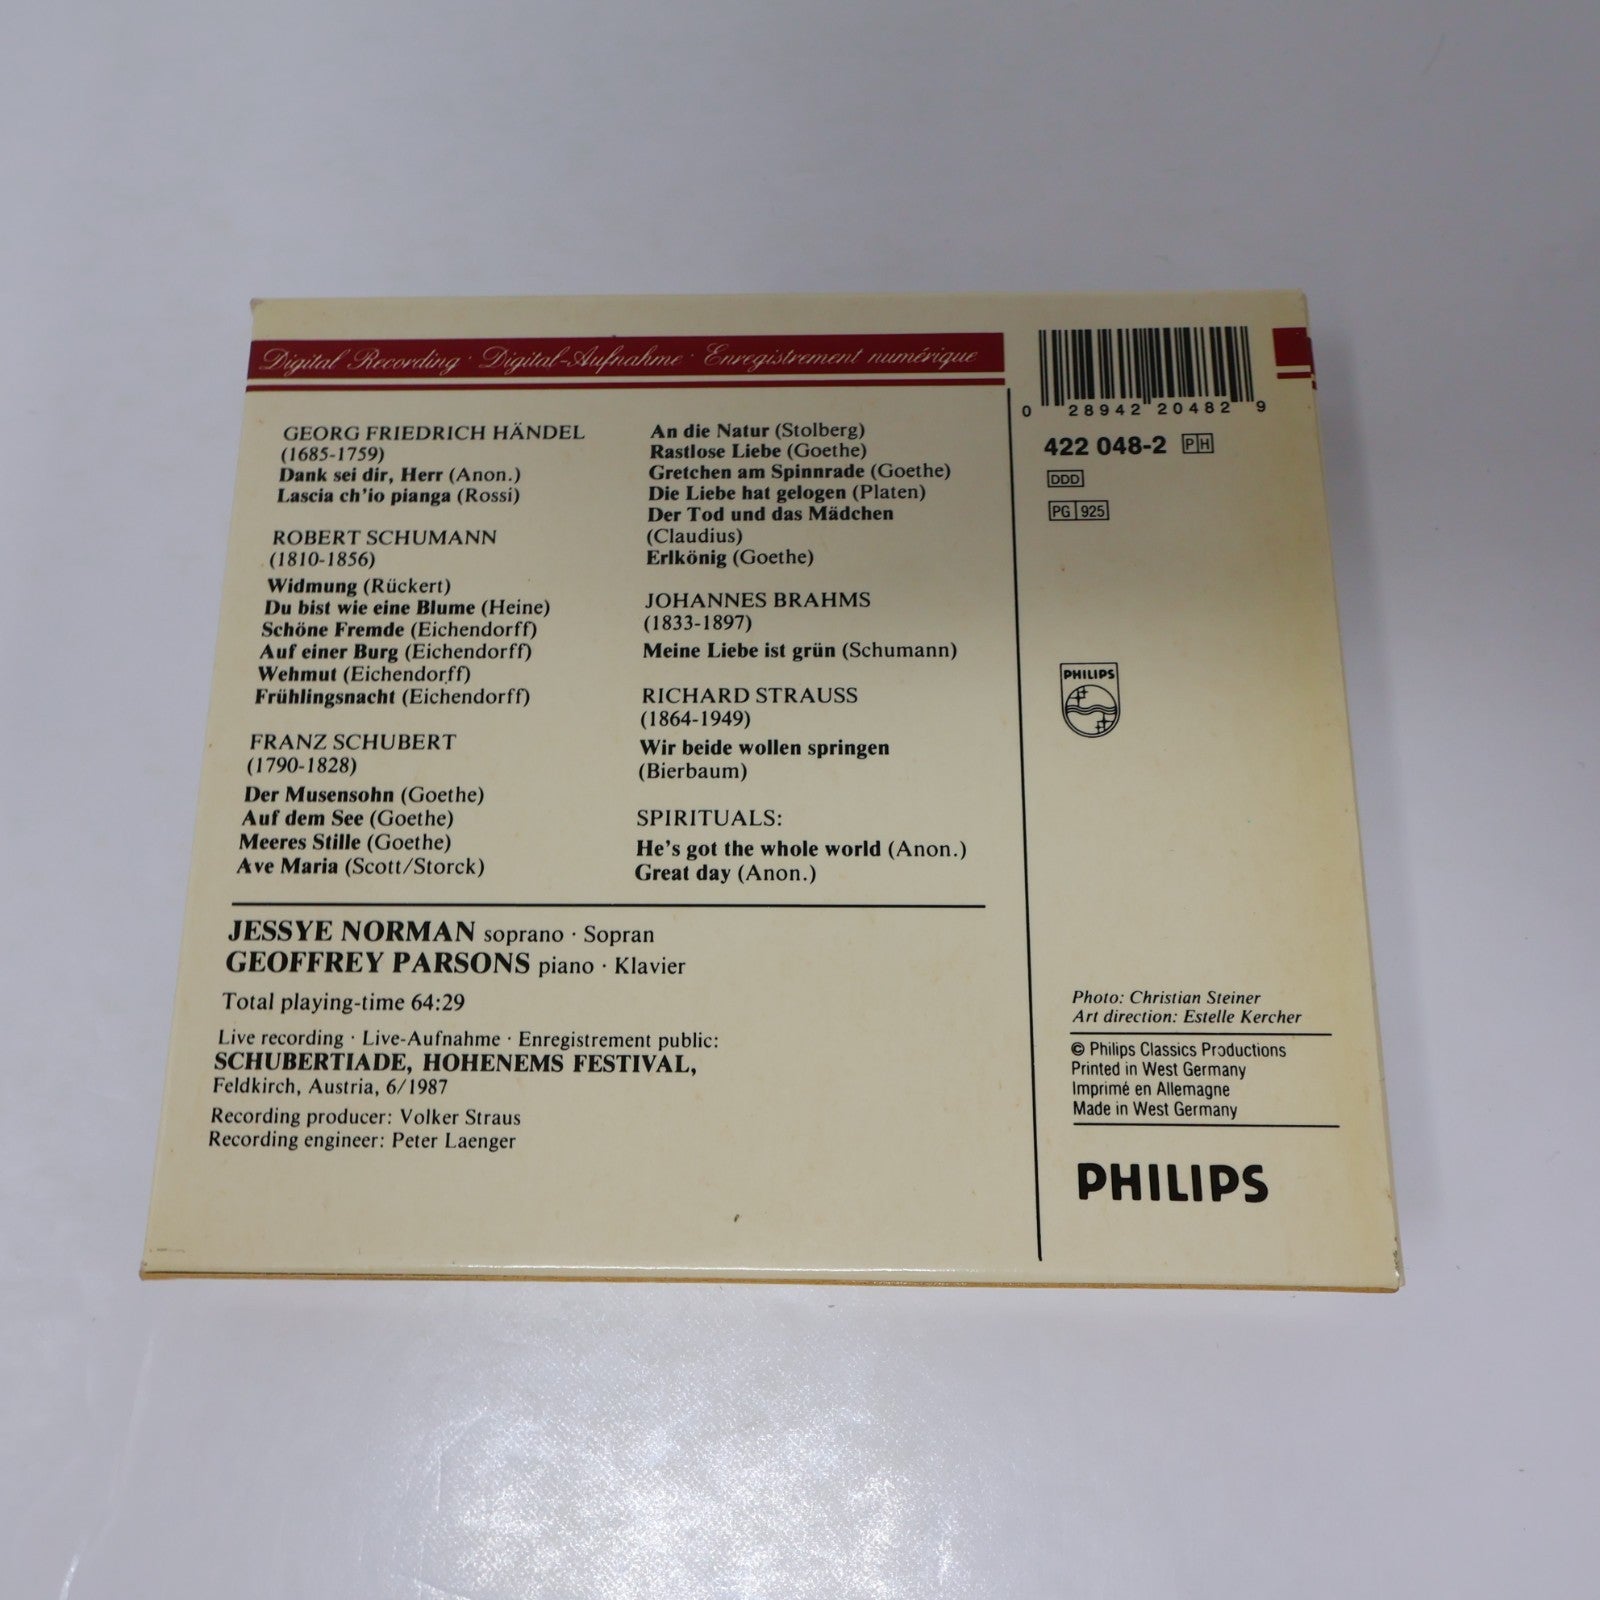 Digital Recording · Digital-Aufnahme · Enregistrement numérique
GEORG FRIEDRICH HÄNDEL
(1685-1759)
Dank sei dir, Herr (Anon.)
Lascia ch'io pianga (Rossi)
ROBERT SCHUMANN
(1810-1856)
Widmung (Rückert)
Du bist wie eine Blume (Heine)
Schöne Fremde (Eichendorff)
Auf einer Burg (Eichendorff)
Wehmut (Eichendorff)
Frühlingsnacht (Eichendorff)
FRANZ SCHUBERT
(1790-1828)
Der Musensohn (Goethe)
Auf dem See (Goethe)
Meeres Stille (Goethe)
Ave Maria (Scott/Storck)
An die Natur (Stolberg)
Rastlose Liebe (Goethe)
Gretchen am Spinnrade (Goethe)
Die Liebe hat gelogen (Platen)
Der Tod und das Mädchen
(Claudius)
Erlkönig (Goethe)
JOHANNES BRAHMS
(1833-1897)
Meine Liebe ist grün (Schumann)
RICHARD STRAUSS
(1864-1949)
Wir beide wollen springen
(Bierbaum)
SPIRITUALS:
He's got the whole world (Anon.)
Great day (Anon.)
JESSYE NORMAN soprano · Sopran
GEOFFREY PARSONS piano · Klavier
Total playing-time 64:29
Live recording · Live-Aufnahme · Enregistrement public:
SCHUBERTIADE, HOHENEMS FESTIVAL,
Feldkirch, Austria, 6/1987
Recording producer: Volker Straus
Recording engineer: Peter Laenger
0 28942 20482 9
422 048-2 PH
DDD
PG 925
PHILIPS
Photo: Christian Steiner
Art direction: Estelle Kercher
© Philips Classics Productions
Printed in West Germany
Imprimé en Allemagne
Made in West Germany
PHILIPS